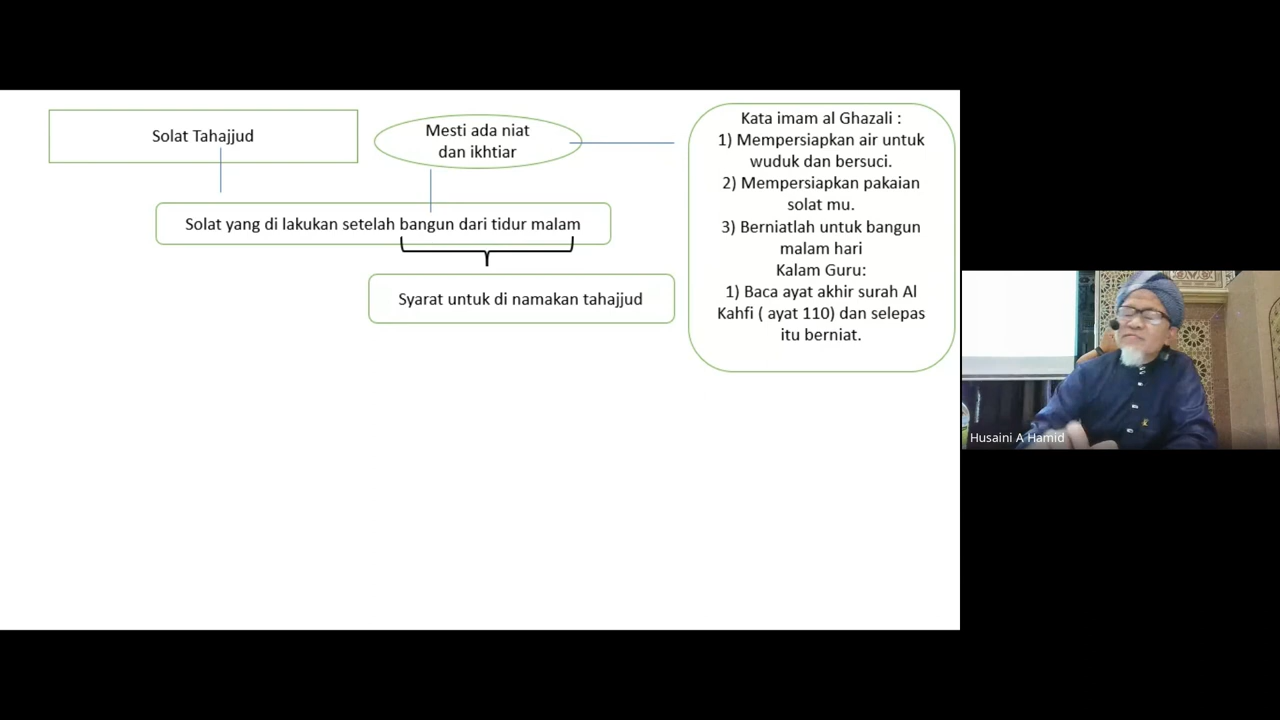 Solat Tahajjud
Mesti ada niat
dan ikhtiar
Solat yang di lakukan setelah bangun dari tidur malam
Syarat untuk di namakan tahajjud
Kata imam al Ghazali :
1) Mempersiapkan air untuk
wuduk dan bersuci.
2) Mempersiapkan pakaian
solat mu.
3) Berniatlah untuk bangun
malam hari
Kalam Guru:
1) Baca ayat akhir surah Al
Kahfi ( ayat 110) dan selepas
itu berniat.
Husaini A Hamid